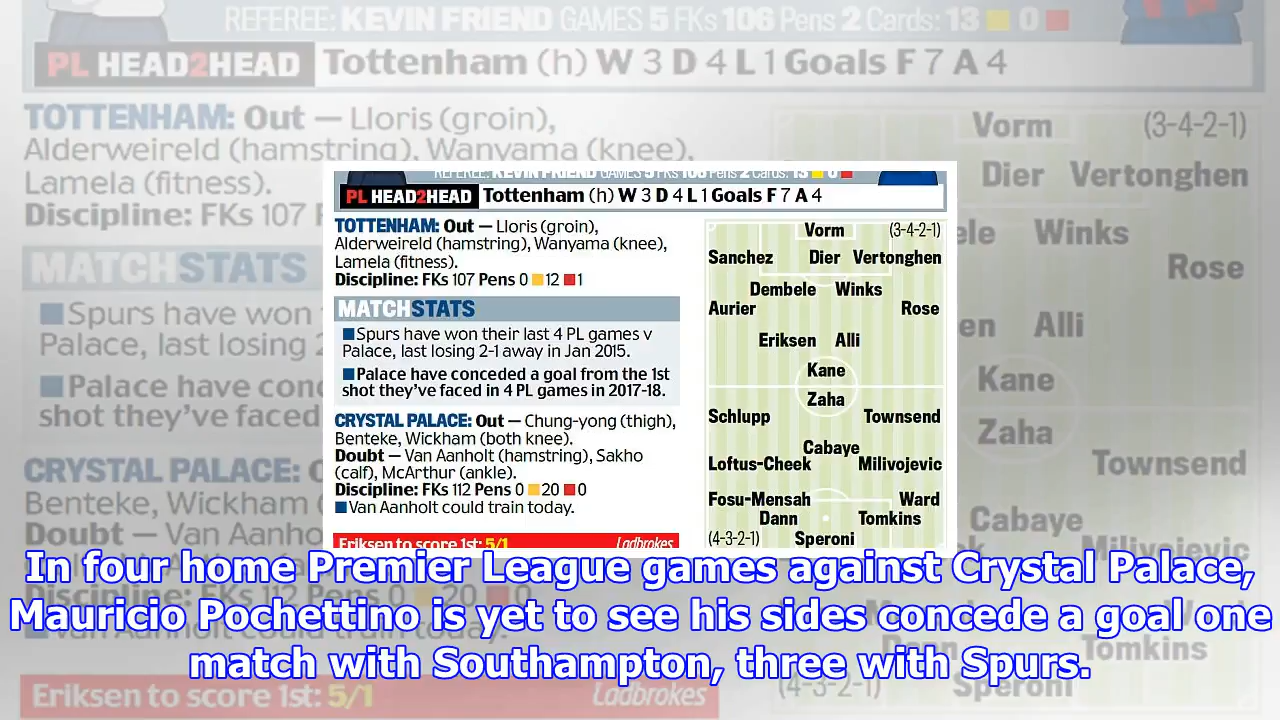 REFEREE: KEVIN FRIEND GAMES 5 FKs 106 Pens 2 Cards: 13 0
PL HEAD2HEAD Tottenham (h) W 3 D 4 L 1 Goals F 7 A 4
TOTTENHAM: Out — Lloris (groin),
Alderweireld (hamstring), Wanyama (knee),
Lamela (fitness).
Discipline: FKs 107 Pens 0 12 1
MATCHSTATS
Spurs have won their last 4 PL games v
Palace, last losing 2-1 away in Jan 2015.
Palace have conceded a goal from the 1st
shot they've faced in 4 PL games in 2017-18.
CRYSTAL PALACE: Out — Chung-yong (thigh),
Benteke, Wickham (both knee).
Doubt — Van Aanholt (hamstring), Sakho
(calf), McArthur (ankle).
Discipline: FKs 112 Pens 0 20 0
Van Aanholt could train today.
Eriksen to score 1st: 5/1 Ladbrokes
Vorm (3-4-2-1)
Sanchez Dier Vertonghen
Dembele Winks
Aurier Rose
Eriksen Alli
Kane
Zaha
Schlupp Townsend
Cabaye
Loftus-Cheek Milivojevic
Fosu-Mensah Ward
Dann Tomkins
(4-3-2-1) Speroni
In four home Premier League games against Crystal Palace,
Mauricio Pochettino is yet to see his sides concede a goal one
match with Southampton, three with Spurs.